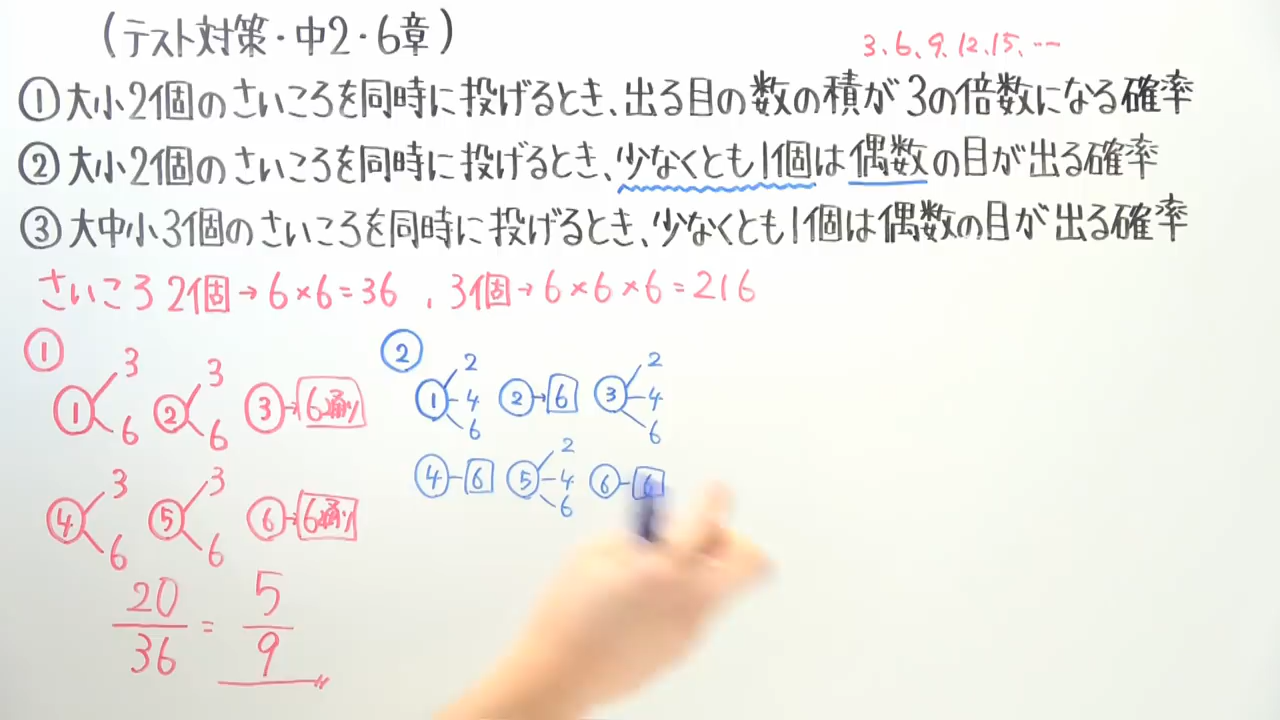 （テスト対策・中2・6章）
3、6、9、12、15、…
①大小2個のさいころを同時に投げるとき、出る目の数の積が3の倍数になる確率
②大小2個のさいころを同時に投げるとき、少なくとも1個は偶数の目が出る確率
③大中小3個のさいころを同時に投げるとき、少なくとも1個は偶数の目が出る確率
さいころ2個→6×6=36 、3個→6×6×6=216
①
① 3 6 ② 3 6 ③→6通り
④ 3 6 ⑤ 3 6 ⑥→6通り
20/36 = 5/9
②
① 2 4 6 ②→6 ③ 2 4 6
④-6 ⑤ 2 4 6 ⑥-6